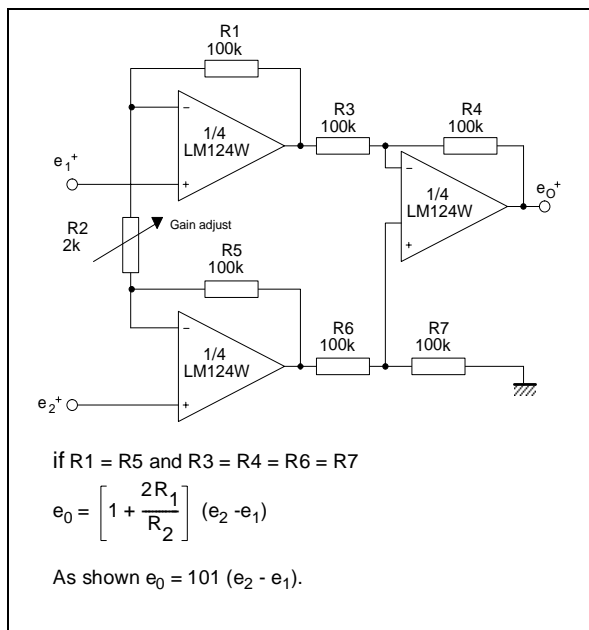 R1
100k
R3
100k
R4
100k
1/4
LM124W
e1+
1/4
LM124W
eO+
R2
2k
Gain adjust
R5
100k
R6
100k
R7
100k
1/4
LM124W
e2+
if R1 = R5 and R3 = R4 = R6 = R7
e0 = [1 + 2R1/R2] (e2 -e1)
As shown e0 = 101 (e2 - e1).